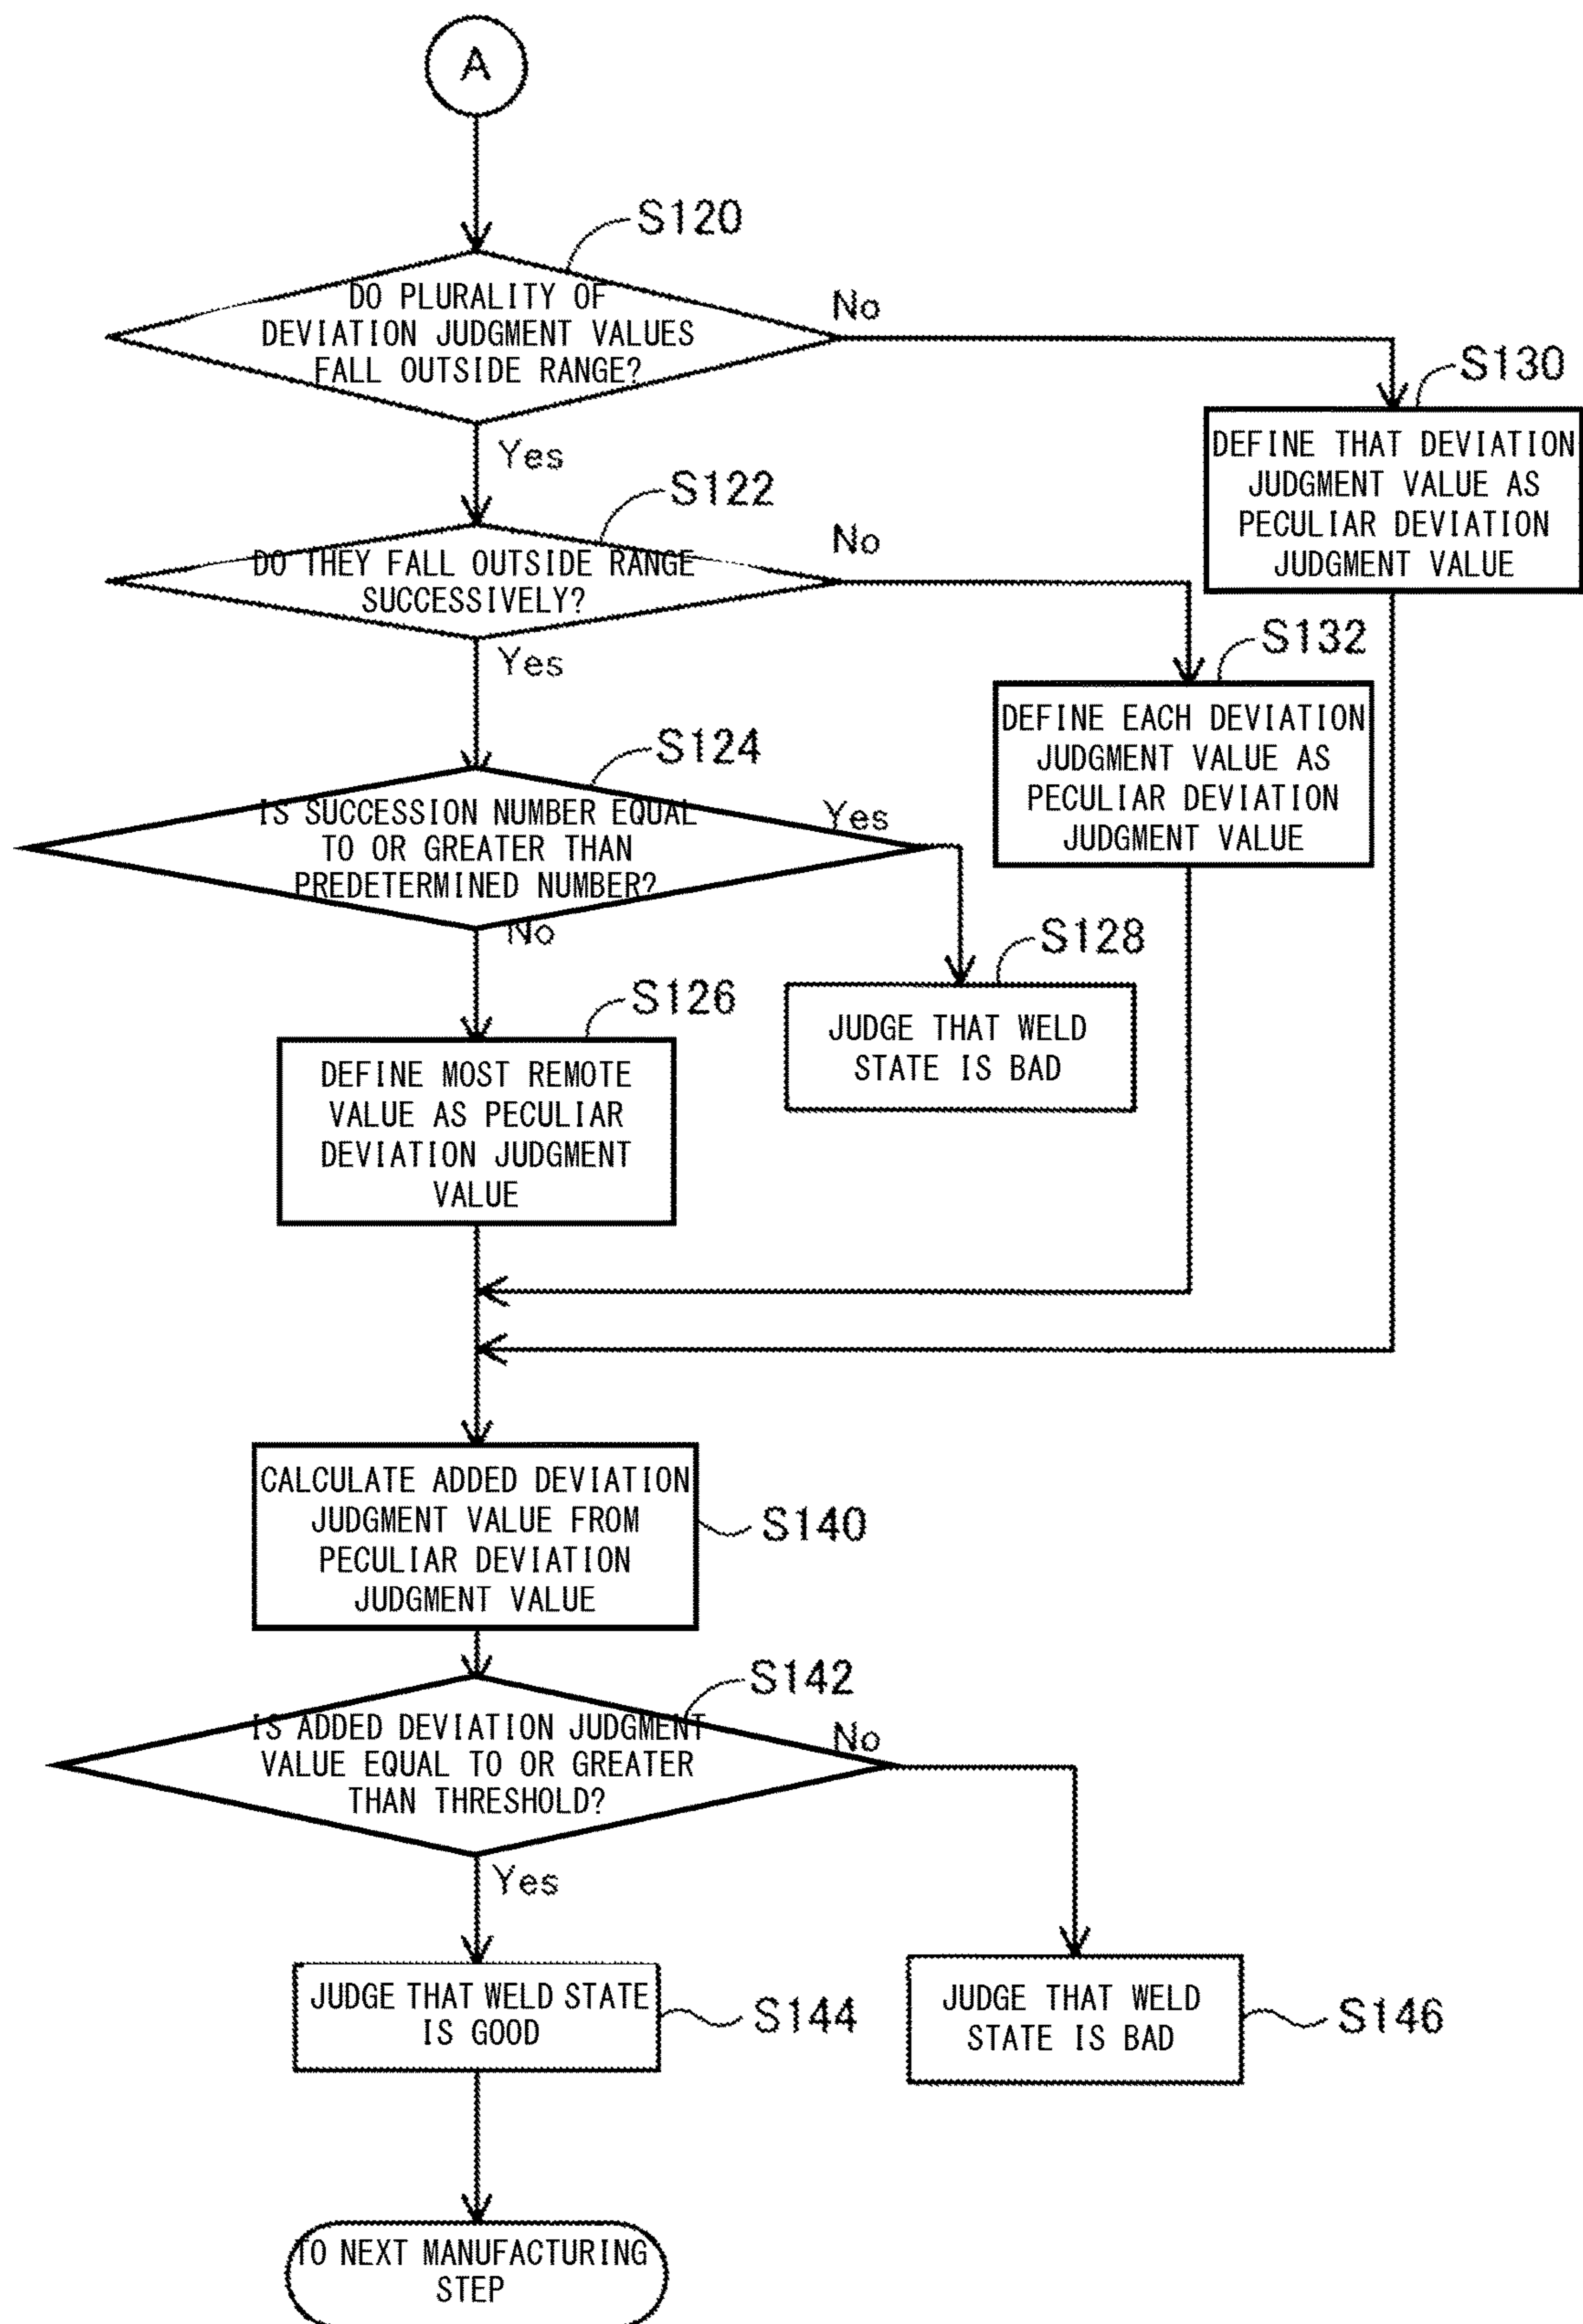 A
S120
DO PLURALITY OF
DEVIATION JUDGMENT VALUES
FALL OUTSIDE RANGE?
No
Yes
S130
DEFINE THAT DEVIATION
JUDGMENT VALUE AS
PECULIAR DEVIATION
JUDGMENT VALUE
S122
DO THEY FALL OUTSIDE RANGE
SUCCESSIVELY?
No
Yes
S132
DEFINE EACH DEVIATION
JUDGMENT VALUE AS
PECULIAR DEVIATION
JUDGMENT VALUE
S124
IS SUCCESSION NUMBER EQUAL
TO OR GREATER THAN
PREDETERMINED NUMBER?
Yes
No
S128
JUDGE THAT WELD
STATE IS BAD
S126
DEFINE MOST REMOTE
VALUE AS PECULIAR
DEVIATION JUDGMENT
VALUE
CALCULATE ADDED DEVIATION
JUDGMENT VALUE FROM
PECULIAR DEVIATION
JUDGMENT VALUE
S140
S142
IS ADDED DEVIATION JUDGMENT
VALUE EQUAL TO OR GREATER
THAN THRESHOLD?
No
Yes
JUDGE THAT WELD STATE
IS GOOD
S144
JUDGE THAT WELD
STATE IS BAD
S146
TO NEXT MANUFACTURING
STEP